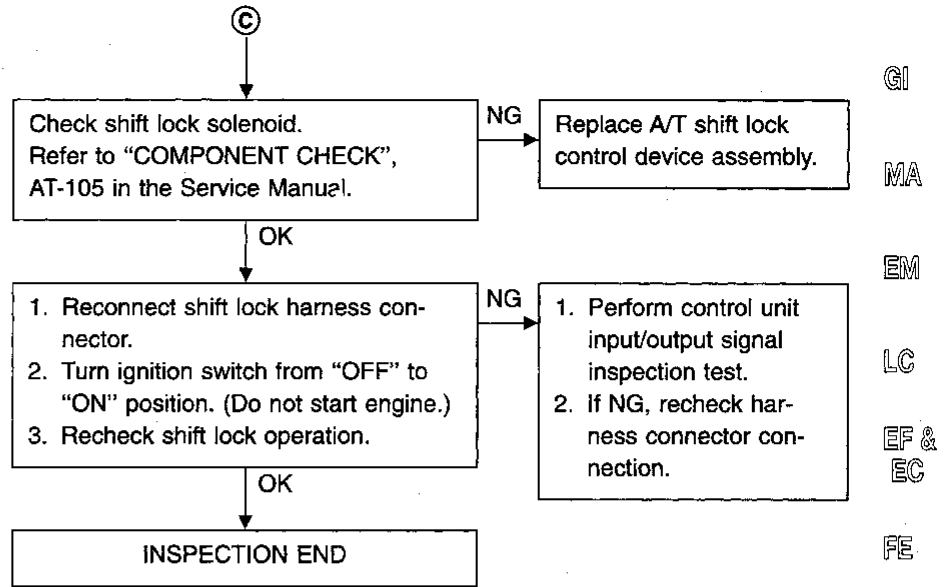 C
Check shift lock solenoid.
Refer to "COMPONENT CHECK",
AT-105 in the Service Manual.
NG
Replace A/T shift lock
control device assembly.
OK
1. Reconnect shift lock harness con-
nector.
2. Turn ignition switch from "OFF" to
"ON" position. (Do not start engine.)
3. Recheck shift lock operation.
NG
1. Perform control unit
input/output signal
inspection test.
2. If NG, recheck har-
ness connector con-
nection.
OK
INSPECTION END
GI
MA
EM
LC
EF &
EC
FE